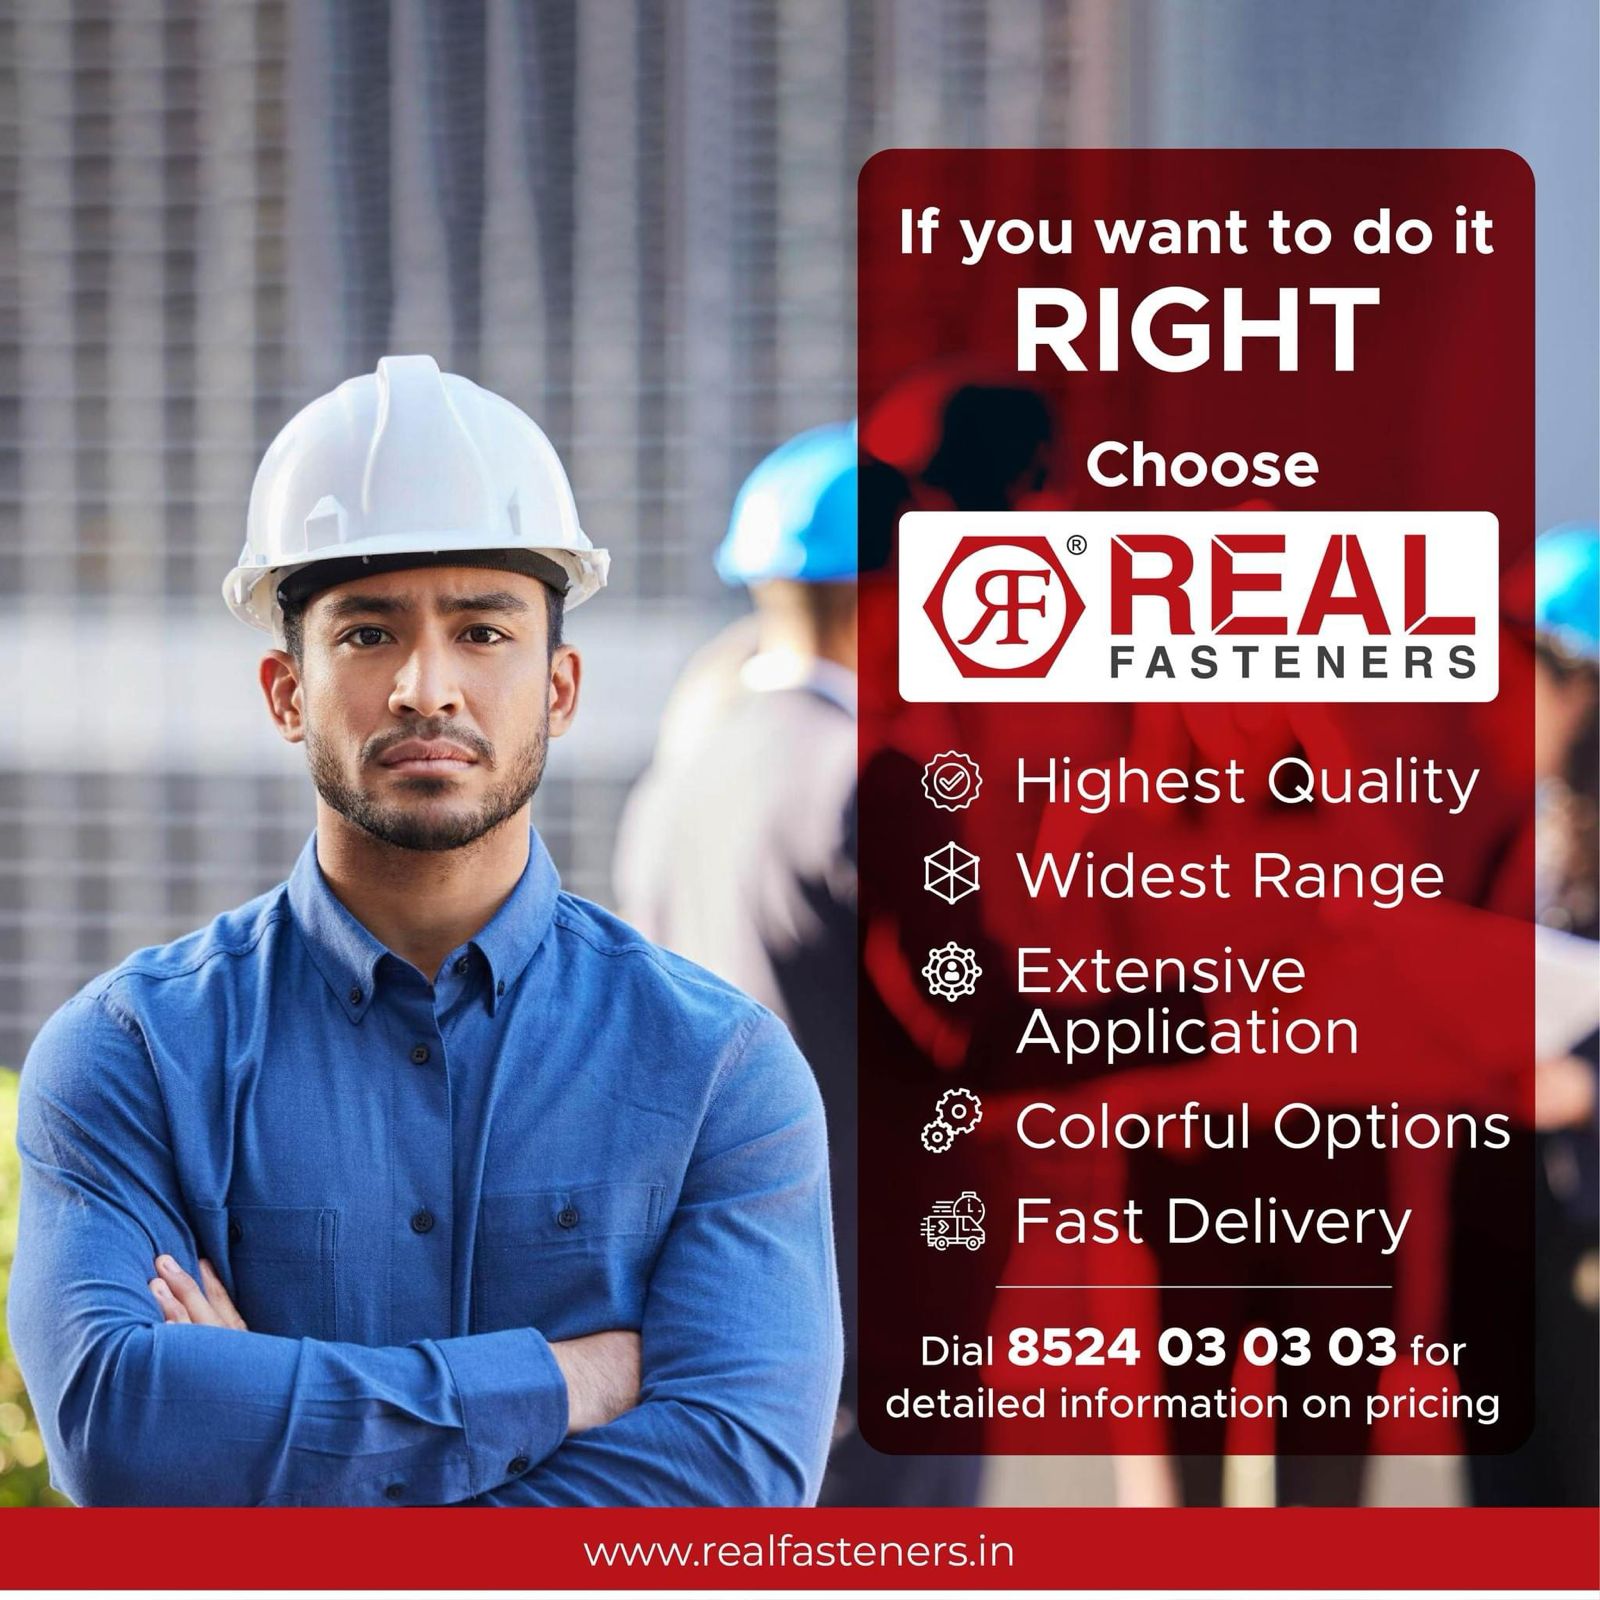 If you want to do it
RIGHT
Choose
RF ® REAL
FASTENERS
Highest Quality
Widest Range
Extensive
Application
Colorful Options
Fast Delivery
Dial 8524 03 03 03 for
detailed information on pricing
www.realfasteners.in